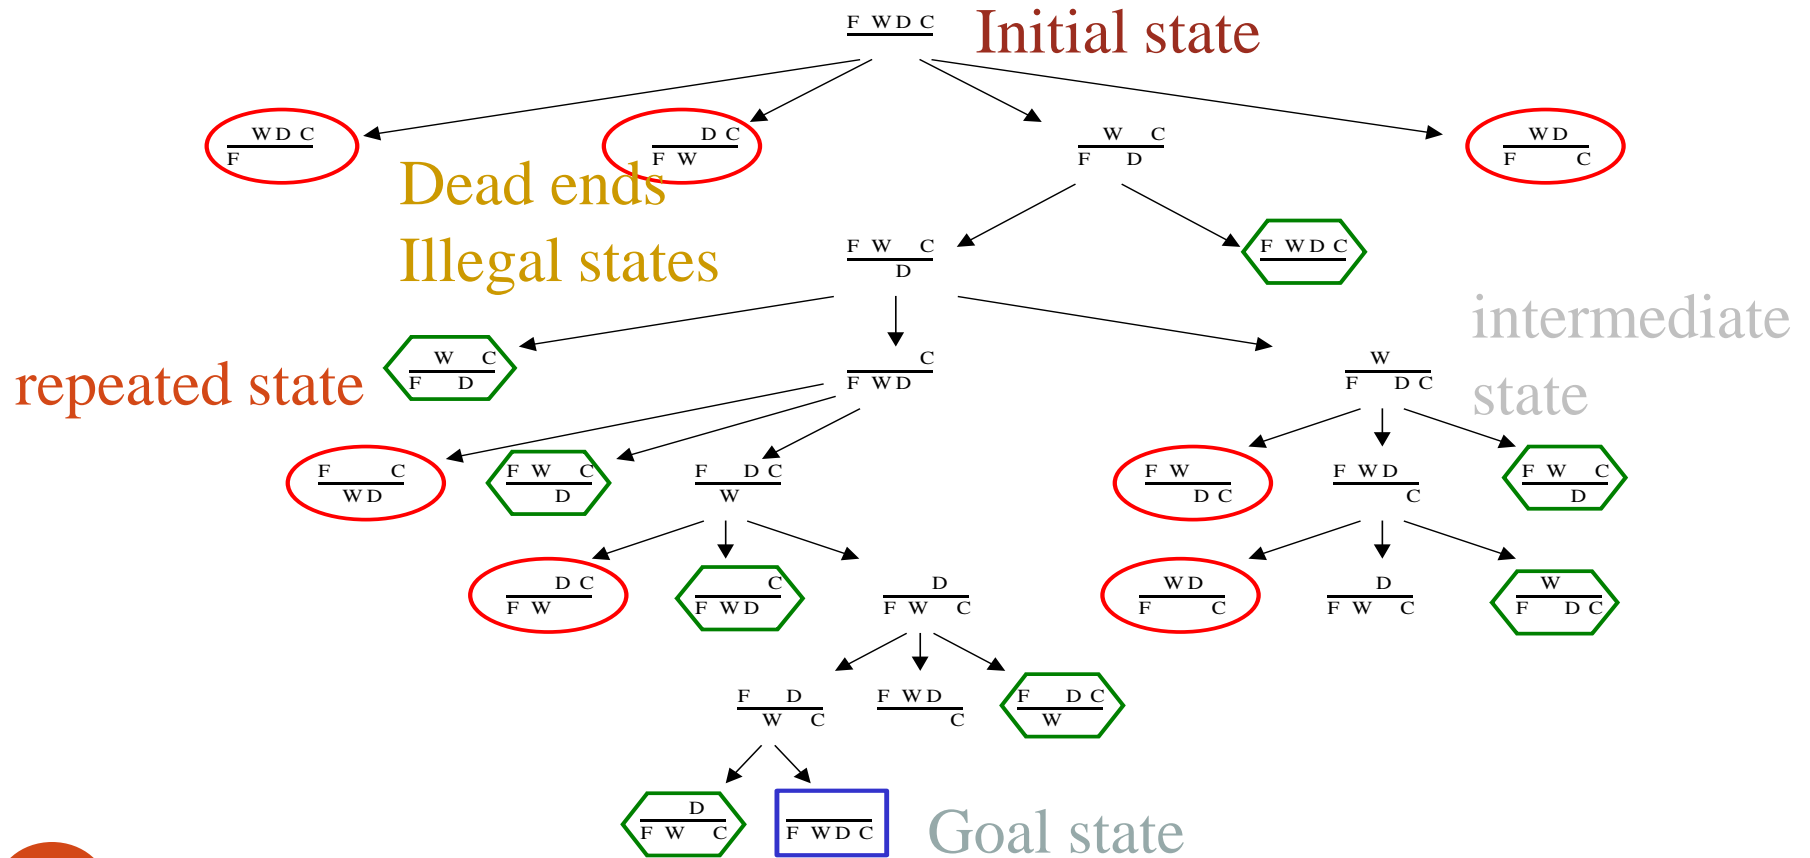 F WD C
Initial state
WD C
F
D C
F W
W C
F D
WD
F C
Dead ends
Illegal states
F W C
D
F WD C
intermediate
state
repeated state
W C
F D
C
F WD
W
F D C
F C
WD
F W C
D
F D C
W
F W
D C
F WD
C
F W C
D
D C
F W
C
F WD
D
F W C
WD
F C
D
F W C
W
F D C
F D
W C
F WD
C
F D C
W
D
F W C
F WD C
Goal state